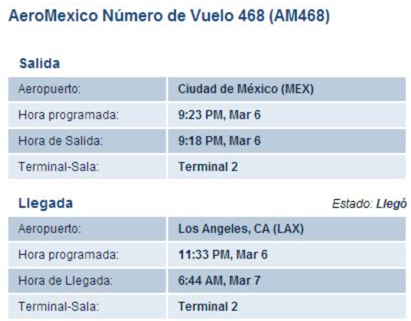 AeroMexico Número de Vuelo 468 (AM468)
Salida
Aeropuerto: Ciudad de México (MEX)
Hora programada: 9:23 PM, Mar 6
Hora de Salida: 9:18 PM, Mar 6
Terminal-Sala: Terminal 2
Llegada Estado: Llegó
Aeropuerto: Los Angeles, CA (LAX)
Hora programada: 11:33 PM, Mar 6
Hora de Llegada: 6:44 AM, Mar 7
Terminal-Sala: Terminal 2